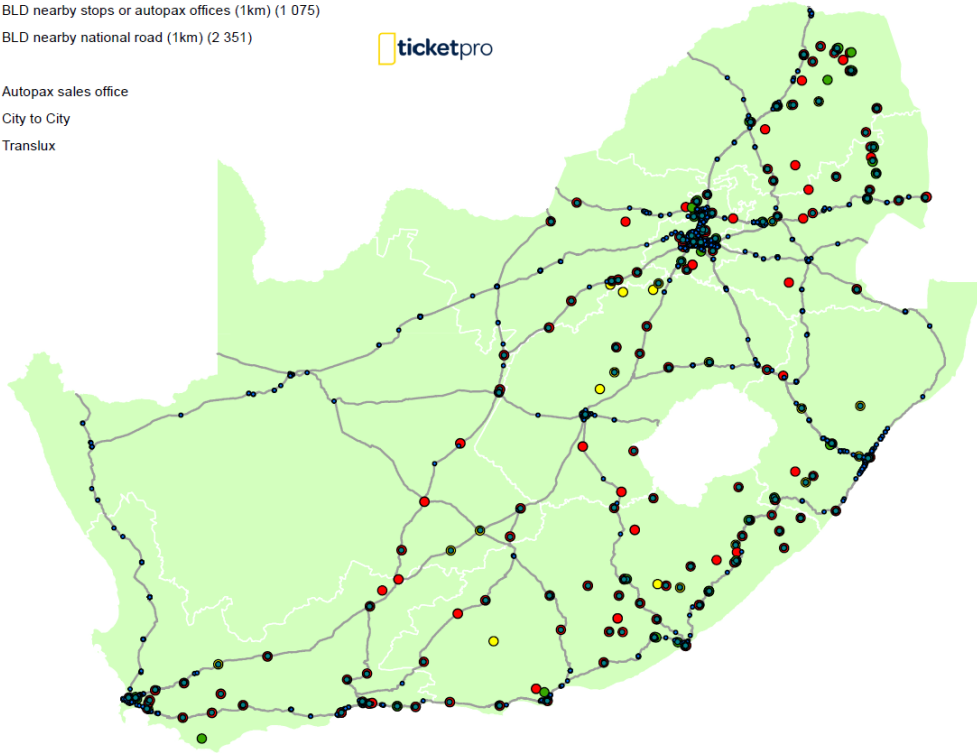 BLD nearby stops or autopax offices (1km) (1 075)
BLD nearby national road (1km) (2 351)
ticketpro
Autopax sales office
City to City
Translux